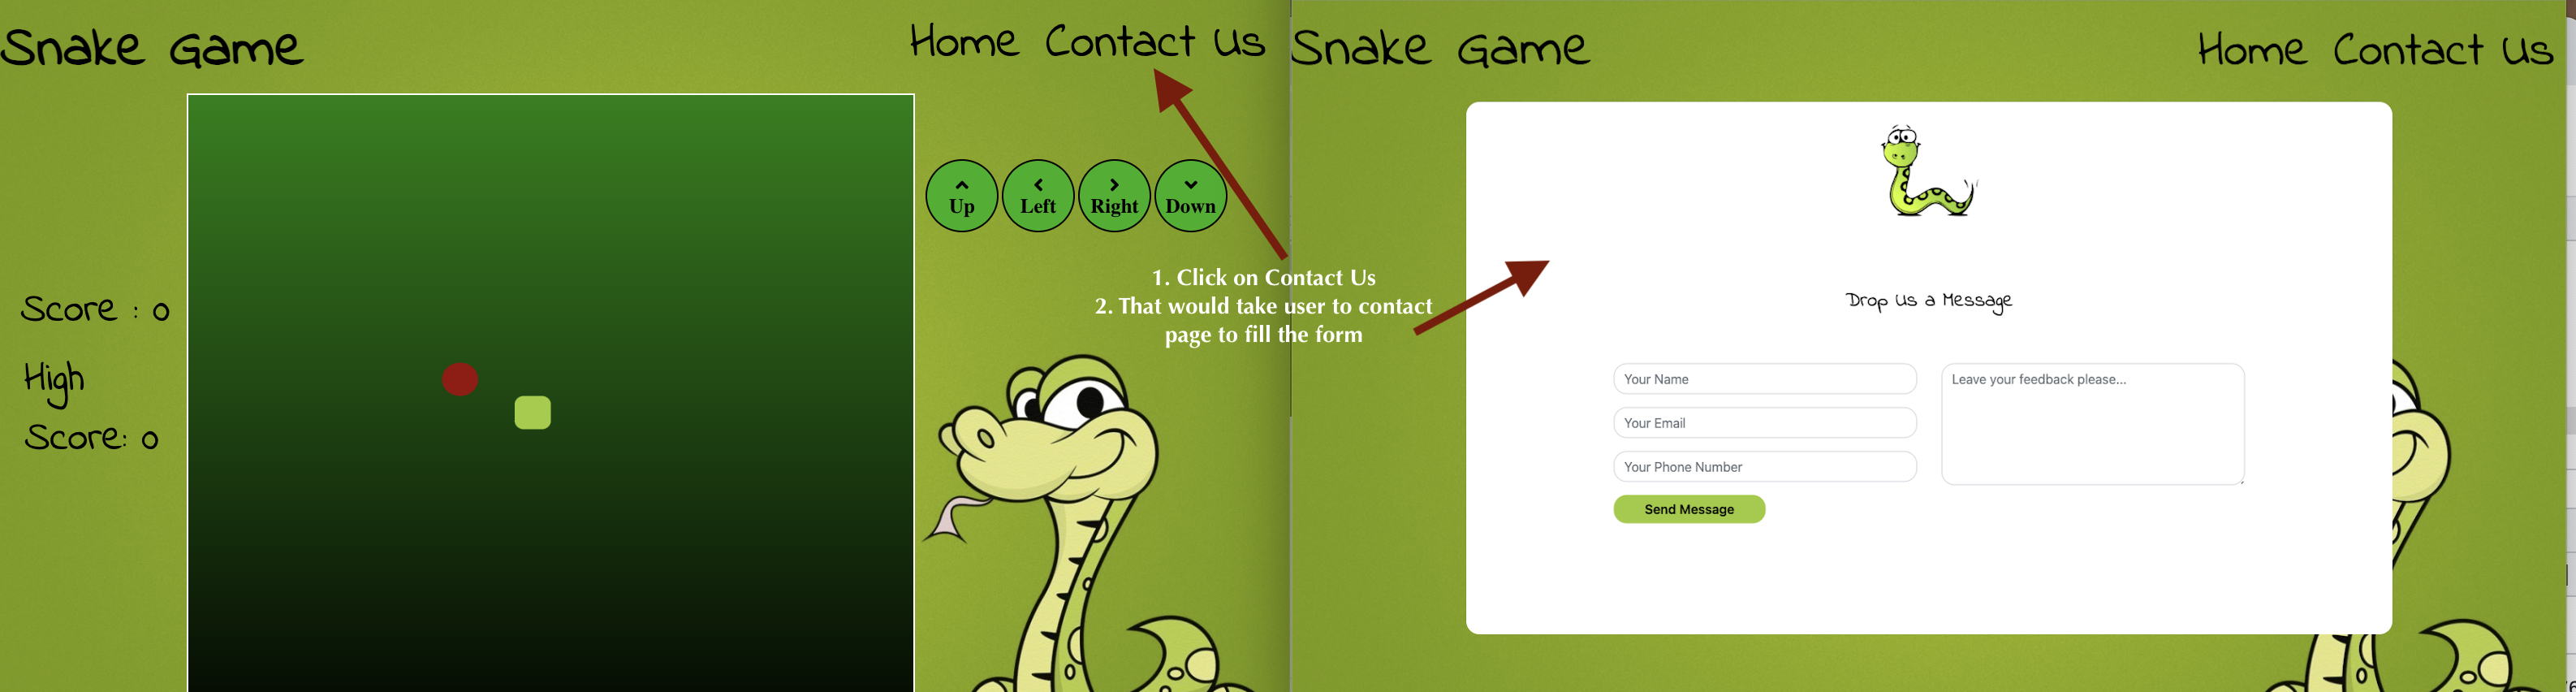 Snake Game
Home Contact Us
Up
Left
Right
Down
Score : 0
High
Score: 0
1. Click on Contact Us
2. That would take user to contact
page to fill the form
Snake Game
Home Contact Us
Drop Us a Message
Your Name
Your Email
Your Phone Number
Leave your feedback please...
Send Message